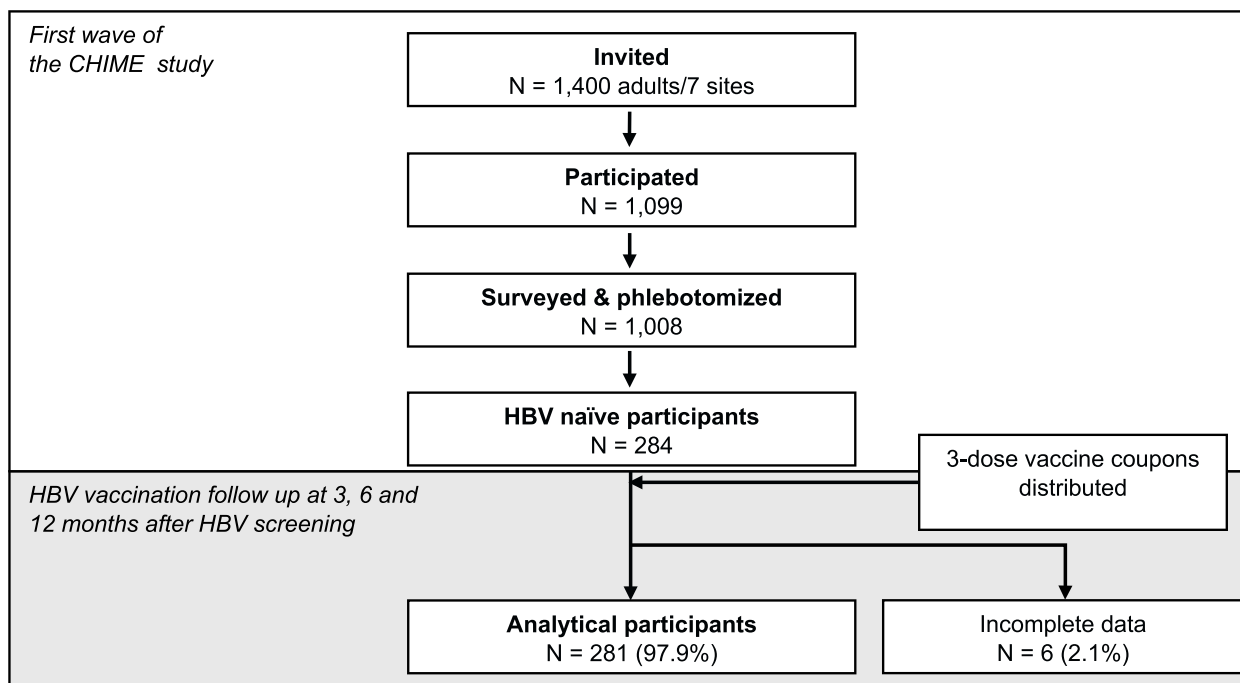 First wave of
the CHIME study
Invited
N = 1,400 adults/7 sites
Participated
N = 1,099
Surveyed & phlebotomized
N = 1,008
HBV naïve participants
N = 284
3-dose vaccine coupons
distributed
HBV vaccination follow up at 3, 6 and
12 months after HBV screening
Analytical participants
N = 281 (97.9%)
Incomplete data
N = 6 (2.1%)